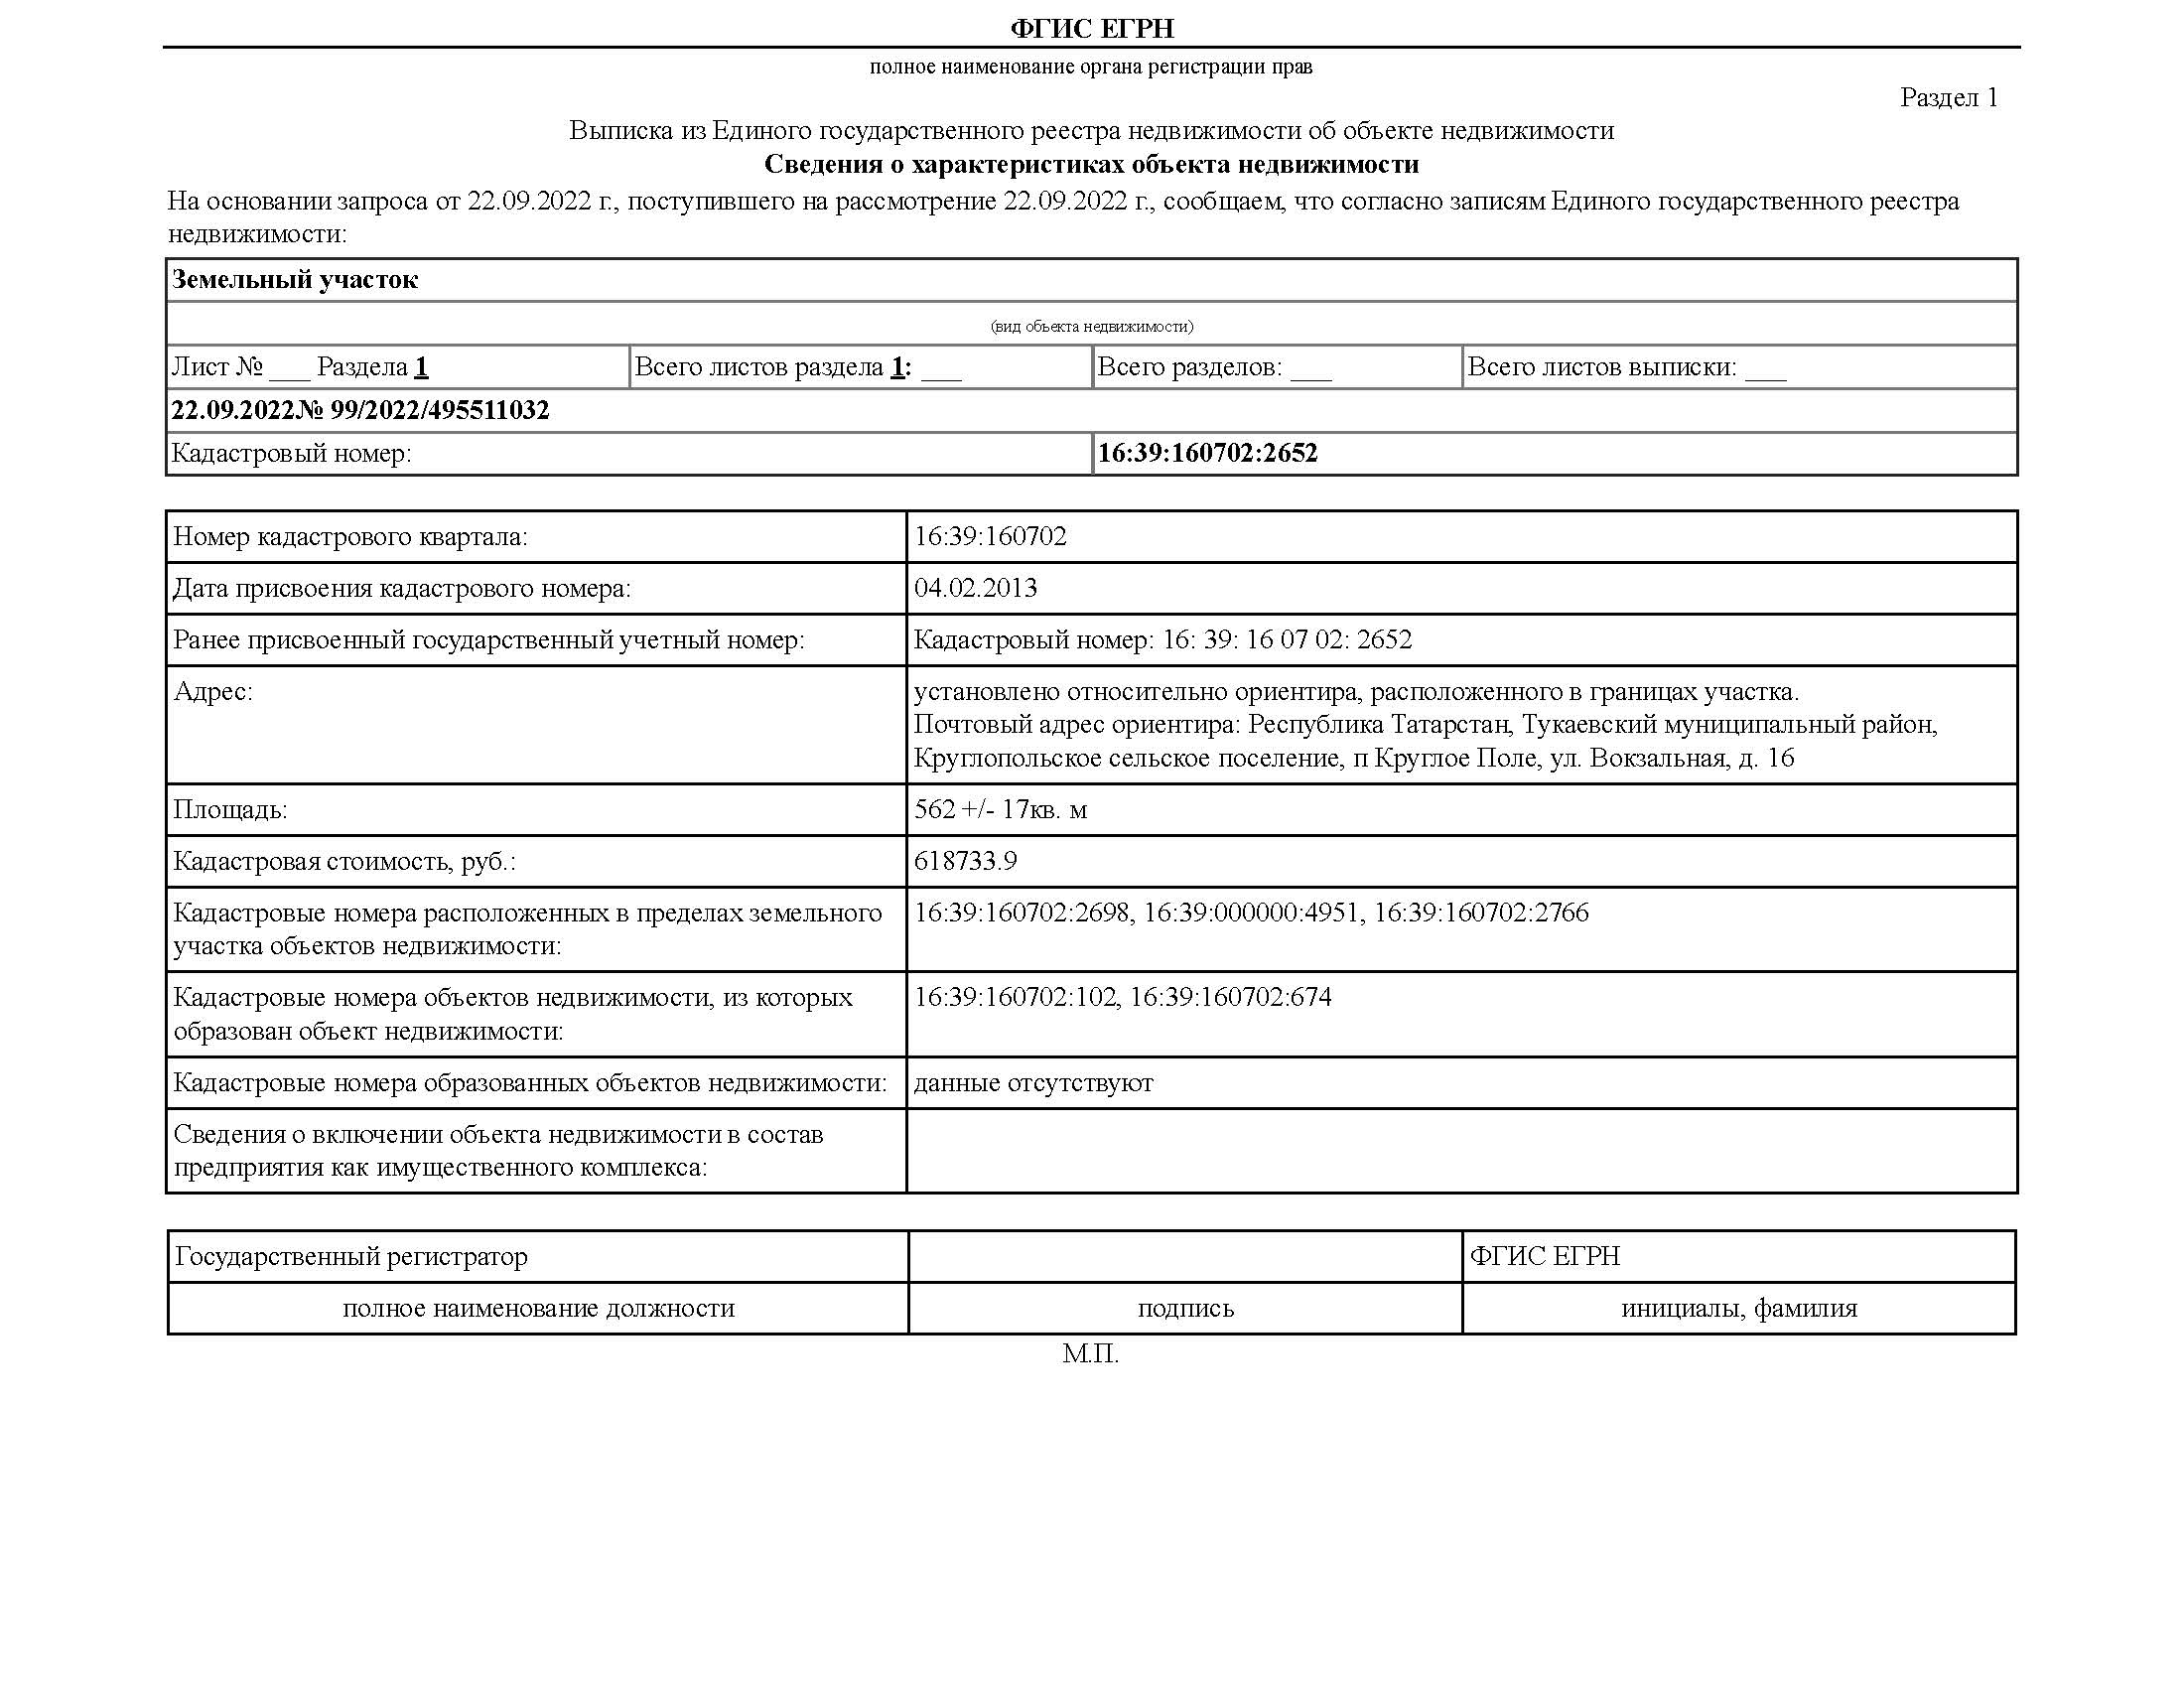 ФГИС ЕГРН
полное наименование органа регистрации прав
Раздел 1
Выписка из Единого государственного реестра недвижимости об объекте недвижимости
Сведения о характеристиках объекта недвижимости
На основании запроса от 22.09.2022 г., поступившего на рассмотрение 22.09.2022 г., сообщаем, что согласно записям Единого государственного реестра
недвижимости:
Земельный участок
(вид объекта недвижимости)
Лист № ___ Раздела 1 Всего листов раздела 1: ___ Всего разделов: ___ Всего листов выписки: ___
22.09.2022№ 99/2022/495511032
Кадастровый номер: 16:39:160702:2652
Номер кадастрового квартала: 16:39:160702
Дата присвоения кадастрового номера: 04.02.2013
Ранее присвоенный государственный учетный номер: Кадастровый номер: 16: 39: 16 07 02: 2652
Адрес: установлено относительно ориентира, расположенного в границах участка.
Почтовый адрес ориентира: Республика Татарстан, Тукаевский муниципальный район,
Круглопольское сельское поселение, п Круглое Поле, ул. Вокзальная, д. 16
Площадь: 562 +/- 17кв. м
Кадастровая стоимость, руб.: 618733.9
Кадастровые номера расположенных в пределах земельного 16:39:160702:2698, 16:39:000000:4951, 16:39:160702:2766
участка объектов недвижимости:
Кадастровые номера объектов недвижимости, из которых 16:39:160702:102, 16:39:160702:674
образован объект недвижимости:
Кадастровые номера образованных объектов недвижимости: данные отсутствуют
Сведения о включении объекта недвижимости в состав
предприятия как имущественного комплекса:
Государственный регистратор ФГИС ЕГРН
полное наименование должности подпись инициалы, фамилия
М.П.